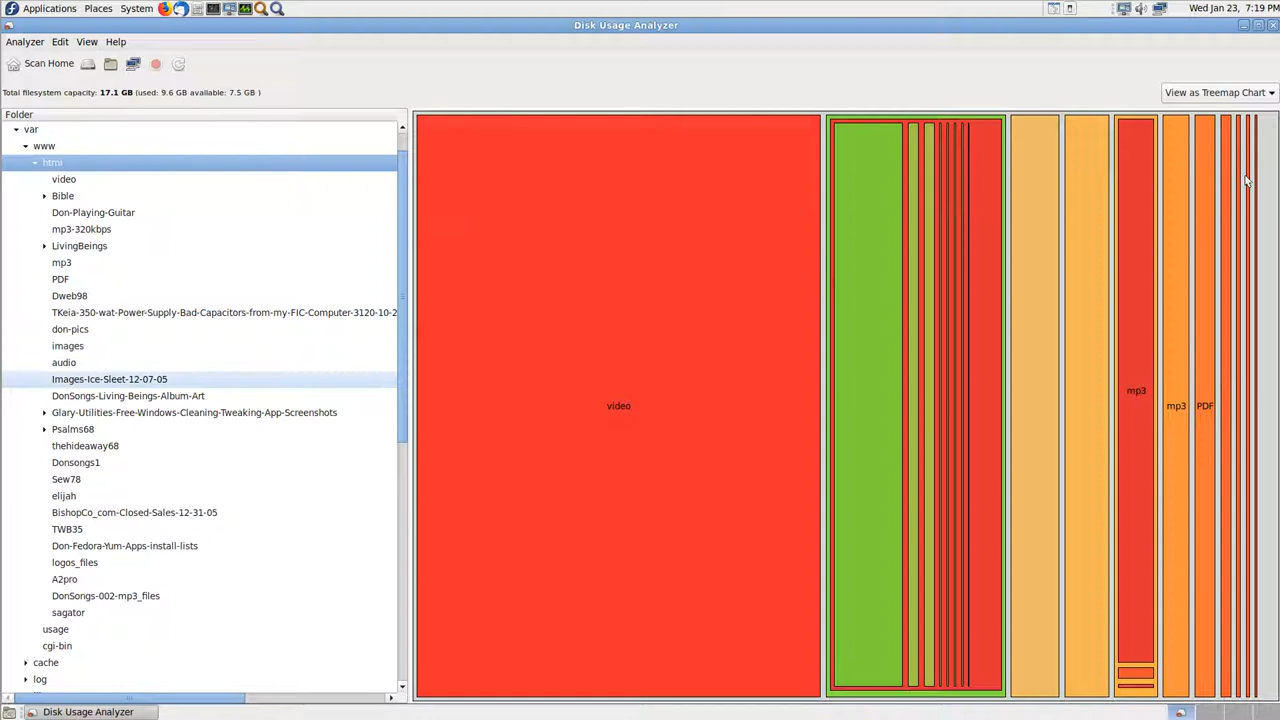 Applications Places System Wed Jan 23, 7:19 PM
Disk Usage Analyzer
Analyzer Edit View Help
Scan Home
Total filesystem capacity: 17.1 GB (used: 9.6 GB available: 7.5 GB )
View as Treemap Chart
Folder
var
www
html
video
Bible
Don-Playing-Guitar
mp3-320kbps
LivingBeings
mp3
PDF
Dweb98
TKeia-350-wat-Power-Supply-Bad-Capacitors-from-my-FIC-Computer-3120-10-2
don-pics
images
audio
Images-Ice-Sleet-12-07-05
DonSongs-Living-Beings-Album-Art
Glary-Utilities-Free-Windows-Cleaning-Tweaking-App-Screenshots
Psalms68
thehideaway68
Donsongs1
Sew78
elijah
BishopCo_com-Closed-Sales-12-31-05
TWB35
Don-Fedora-Yum-Apps-install-lists
logos_files
A2pro
DonSongs-002-mp3_files
sagator
usage
cgi-bin
cache
log
video
mp3
mp3
PDF
Disk Usage Analyzer